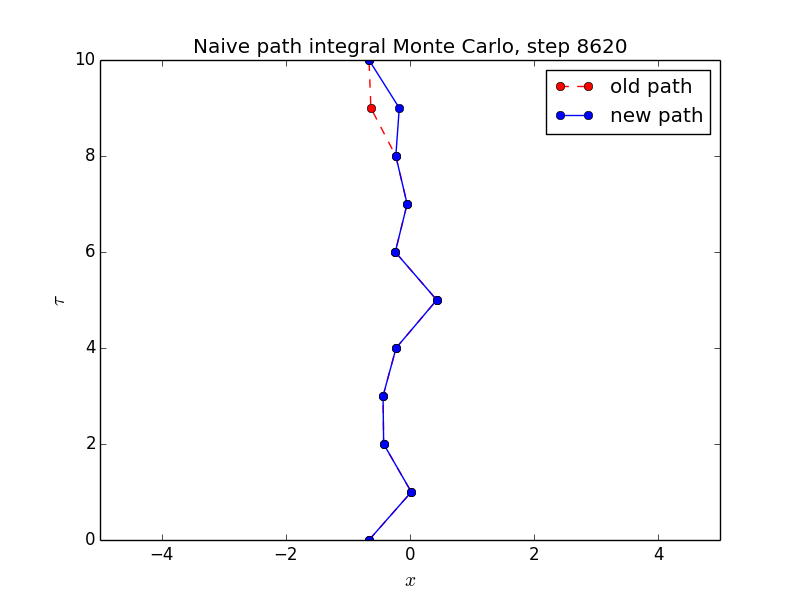 Naive path integral Monte Carlo, step 8620
old path
new path
10
8
6
4
2
0
τ
−4 −2 0 2 4
x